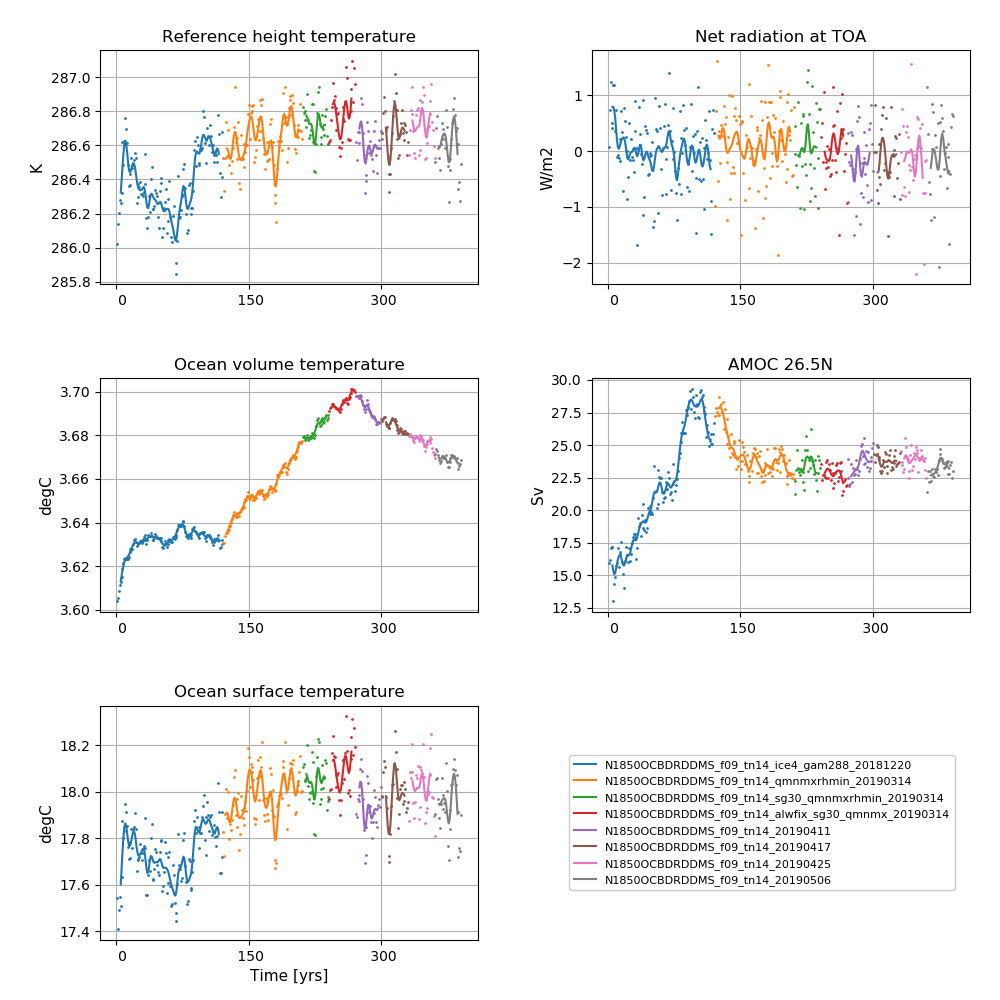 Reference height temperature
K
287.0
286.8
286.6
286.4
286.2
286.0
285.8
0
150
300
Net radiation at TOA
W/m2
1
0
−1
−2
0
150
300
Ocean volume temperature
degC
3.70
3.68
3.66
3.64
3.62
3.60
0
150
300
AMOC 26.5N
Sv
30.0
27.5
25.0
22.5
20.0
17.5
15.0
12.5
0
150
300
Ocean surface temperature
degC
18.2
18.0
17.8
17.6
17.4
0
150
300
Time [yrs]
N1850OCBDRDDMS_f09_tn14_ice4_gam288_20181220
N1850OCBDRDDMS_f09_tn14_qmnmxrhmin_20190314
N1850OCBDRDDMS_f09_tn14_sg30_qmnmxrhmin_20190314
N1850OCBDRDDMS_f09_tn14_alwfix_sg30_qmnmx_20190314
N1850OCBDRDDMS_f09_tn14_20190411
N1850OCBDRDDMS_f09_tn14_20190417
N1850OCBDRDDMS_f09_tn14_20190425
N1850OCBDRDDMS_f09_tn14_20190506